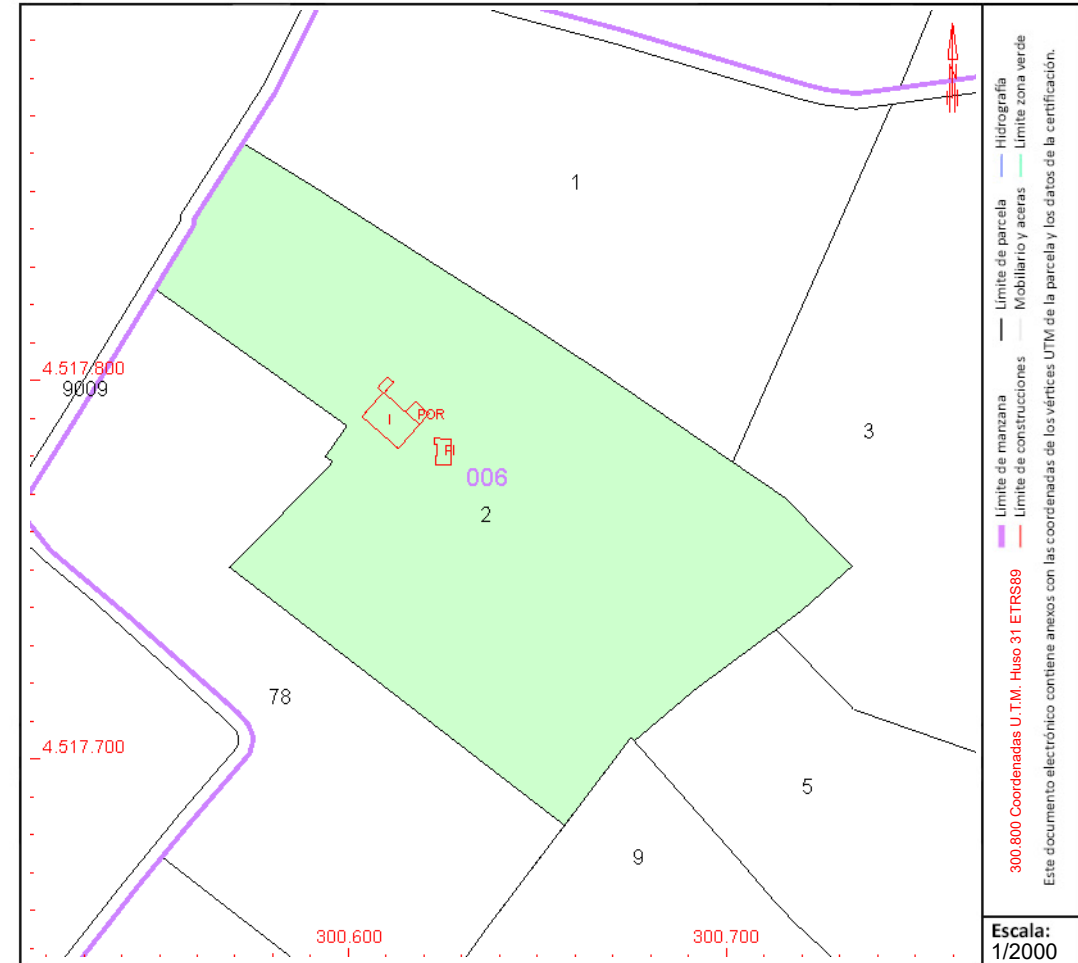 1
4.517.800
9009
I
POR
PI
3
006
2
78
4.517.700
5
9
300.600
300.700
Límite de manzana
Límite de parcela
Hidrografía
Límite de construcciones
Mobiliario y aceras
Límite zona verde
300.800 Coordenadas U.T.M. Huso 31 ETRS89
Este documento electrónico contiene anexos con las coordenadas de los vértices UTM de la parcela y los datos de la certificación.
Escala:
1/2000